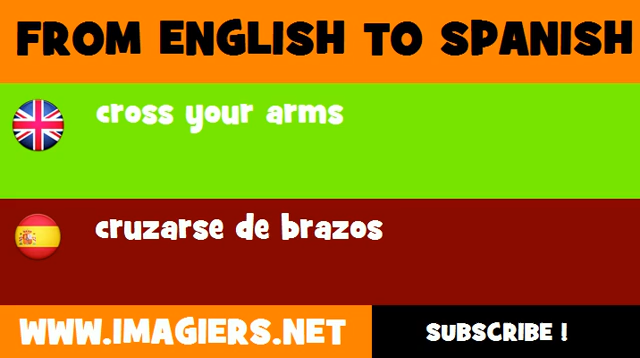 FROM ENGLISH TO SPANISH
cross your arms
cruzarse de brazos
WWW.IMAGIERS.NET
SUBSCRIBE !